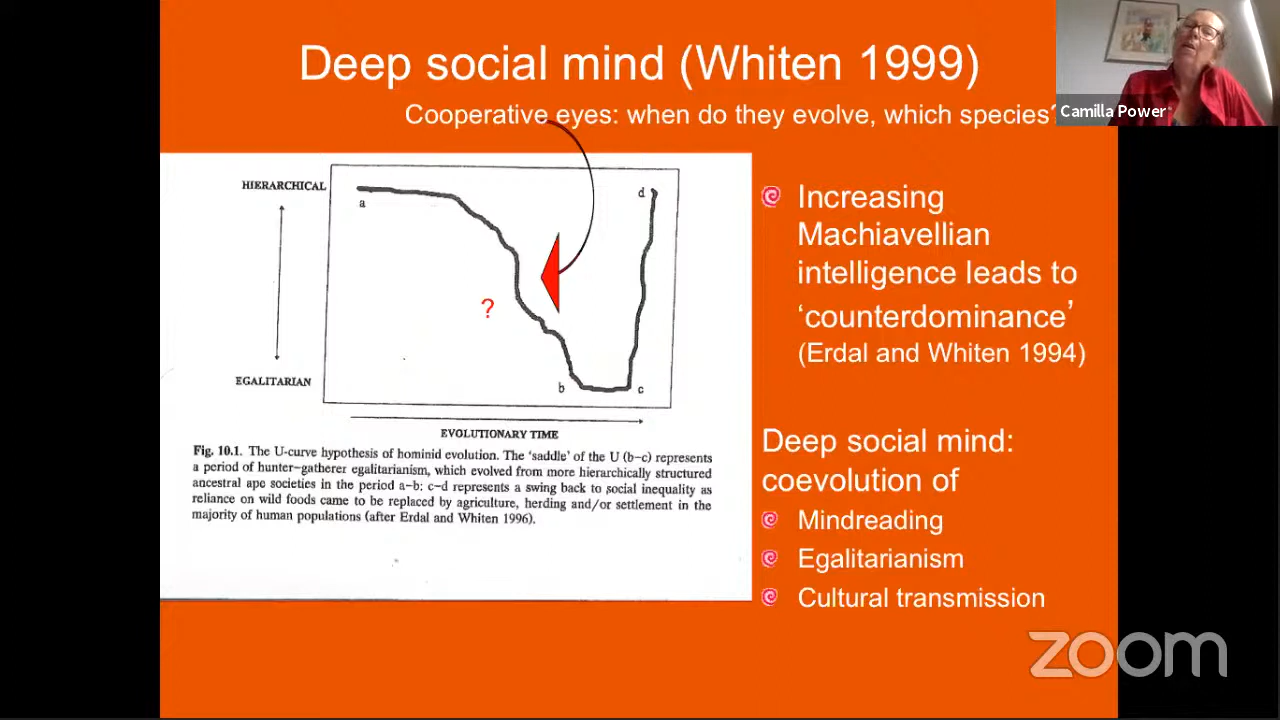 Deep social mind (Whiten 1999)
Cooperative eyes: when do they evolve, which species?
Camilla Power
HIERARCHICAL
a
d
?
EGALITARIAN
b
c
EVOLUTIONARY TIME
Fig. 10.1. The U-curve hypothesis of hominid evolution. The 'saddle' of the U (b–c) represents
a period of hunter–gatherer egalitarianism, which evolved from more hierarchically structured
ancestral ape societies in the period a–b: c–d represents a swing back to social inequality as
reliance on wild foods came to be replaced by agriculture, herding and/or settlement in the
majority of human populations (after Erdal and Whiten 1996).
Increasing
Machiavellian
intelligence leads to
‘counterdominance’
(Erdal and Whiten 1994)
Deep social mind:
coevolution of
Mindreading
Egalitarianism
Cultural transmission
zoom